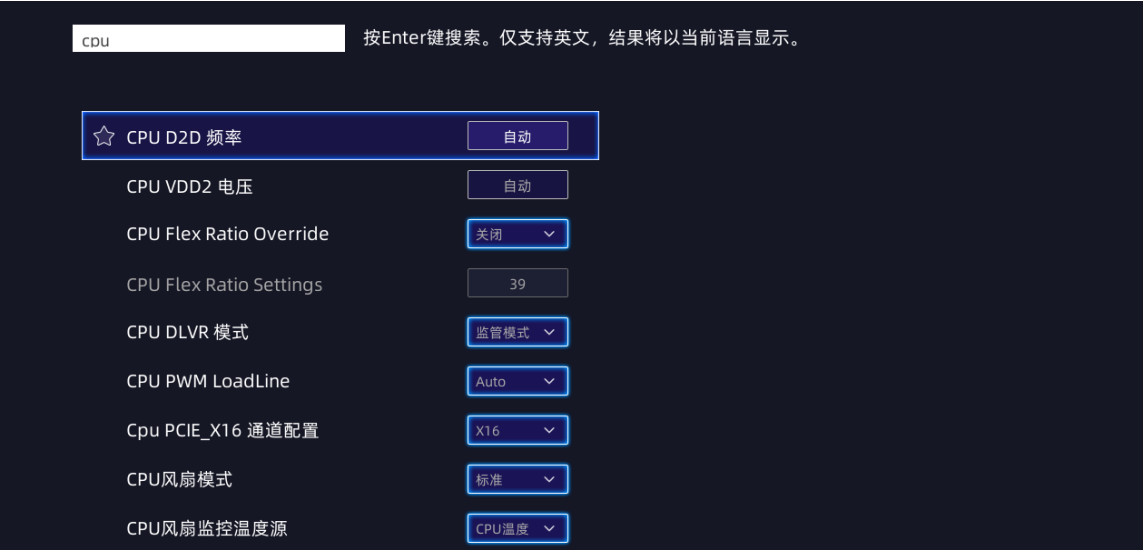 cpu 按Enter键搜索。仅支持英文，结果将以当前语言显示。
CPU D2D 频率 自动
CPU VDD2 电压 自动
CPU Flex Ratio Override 关闭
CPU Flex Ratio Settings 39
CPU DLVR 模式 监管模式
CPU PWM LoadLine Auto
Cpu PCIE_X16 通道配置 X16
CPU风扇模式 标准
CPU风扇监控温度源 CPU温度